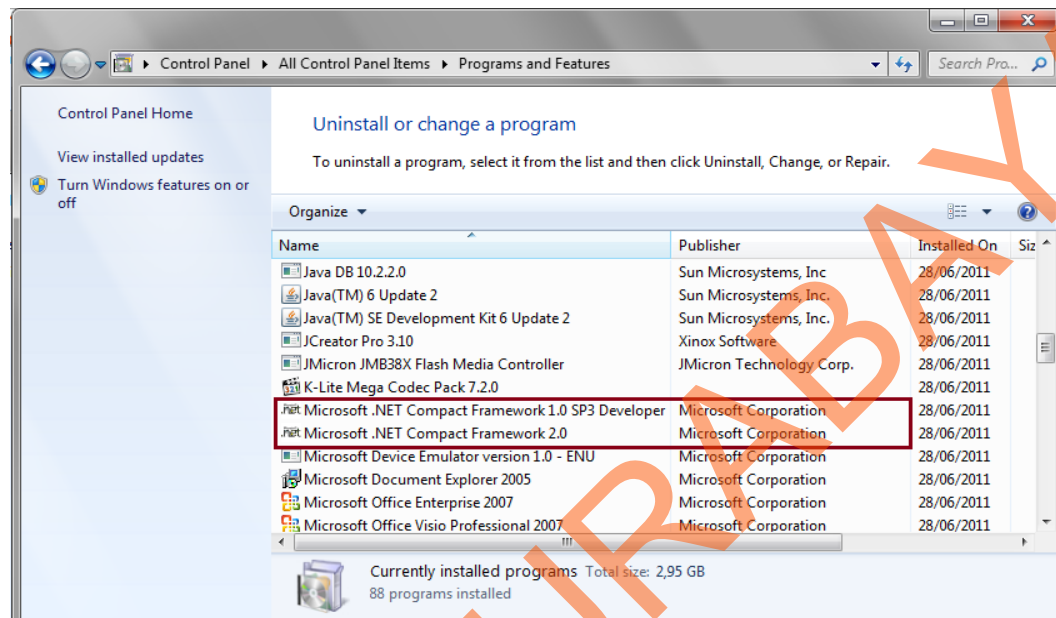 Control Panel ▸ All Control Panel Items ▸ Programs and Features Search Pro...
Control Panel Home
View installed updates
Turn Windows features on or
off
Uninstall or change a program
To uninstall a program, select it from the list and then click Uninstall, Change, or Repair.
Organize
Name Publisher Installed On Siz
Java DB 10.2.2.0 Sun Microsystems, Inc 28/06/2011
Java(TM) 6 Update 2 Sun Microsystems, Inc. 28/06/2011
Java(TM) SE Development Kit 6 Update 2 Sun Microsystems, Inc. 28/06/2011
JCreator Pro 3.10 Xinox Software 28/06/2011
JMicron JMB38X Flash Media Controller JMicron Technology Corp. 28/06/2011
K-Lite Mega Codec Pack 7.2.0 28/06/2011
.net Microsoft .NET Compact Framework 1.0 SP3 Developer Microsoft Corporation 28/06/2011
.net Microsoft .NET Compact Framework 2.0 Microsoft Corporation 28/06/2011
Microsoft Device Emulator version 1.0 - ENU Microsoft Corporation 28/06/2011
Microsoft Document Explorer 2005 Microsoft Corporation 28/06/2011
Microsoft Office Enterprise 2007 Microsoft Corporation 28/06/2011
Microsoft Office Visio Professional 2007 Microsoft Corporation 28/06/2011
Currently installed programs Total size: 2,95 GB
88 programs installed
URABAY